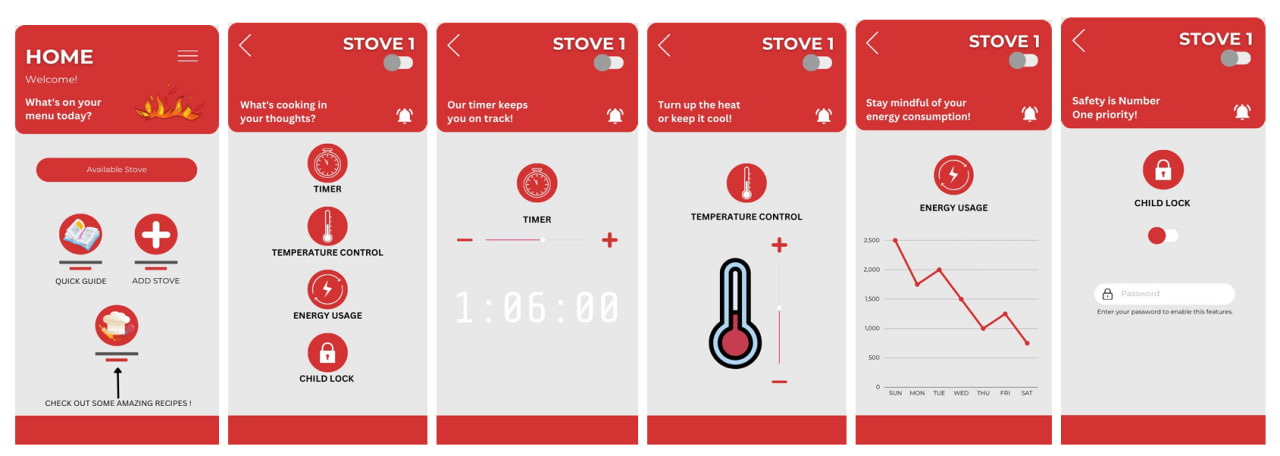 HOME
Welcome!
What's on your
menu today?
Available Stove
QUICK GUIDE
ADD STOVE
CHECK OUT SOME AMAZING RECIPES !
STOVE 1
What's cooking in
your thoughts?
TIMER
TEMPERATURE CONTROL
ENERGY USAGE
CHILD LOCK
STOVE 1
Our timer keeps
you on track!
TIMER
1:06:00
STOVE 1
Turn up the heat
or keep it cool!
TEMPERATURE CONTROL
STOVE 1
Stay mindful of your
energy consumption!
ENERGY USAGE
2,500
2,000
1,500
1,000
500
0
SUN MON TUE WED THU FRI SAT
STOVE 1
Safety is Number
One priority!
CHILD LOCK
Password
Enter your password to enable this features.